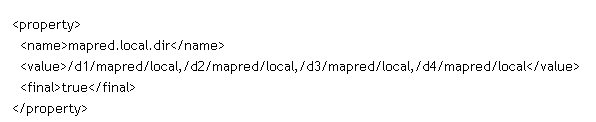 <property>
<name>mapred.local.dir</name>
<value>/d1/mapred/local,/d2/mapred/local,/d3/mapred/local,/d4/mapred/local</value>
<final>true</final>
</property>